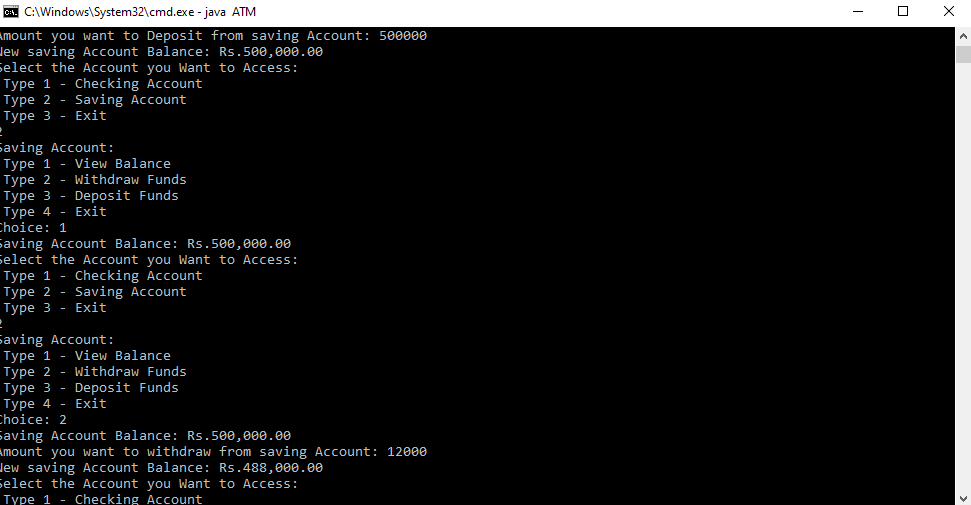 C:\Windows\System32\cmd.exe - java  ATM
Amount you want to Deposit from saving Account: 500000
New saving Account Balance: Rs.500,000.00
Select the Account you Want to Access:
Type 1 - Checking Account
Type 2 - Saving Account
Type 3 - Exit
2
Saving Account:
Type 1 - View Balance
Type 2 - Withdraw Funds
Type 3 - Deposit Funds
Type 4 - Exit
Choice: 1
Saving Account Balance: Rs.500,000.00
Select the Account you Want to Access:
Type 1 - Checking Account
Type 2 - Saving Account
Type 3 - Exit
2
Saving Account:
Type 1 - View Balance
Type 2 - Withdraw Funds
Type 3 - Deposit Funds
Type 4 - Exit
Choice: 2
Saving Account Balance: Rs.500,000.00
Amount you want to withdraw from saving Account: 12000
New saving Account Balance: Rs.488,000.00
Select the Account you Want to Access:
Type 1 - Checking Account